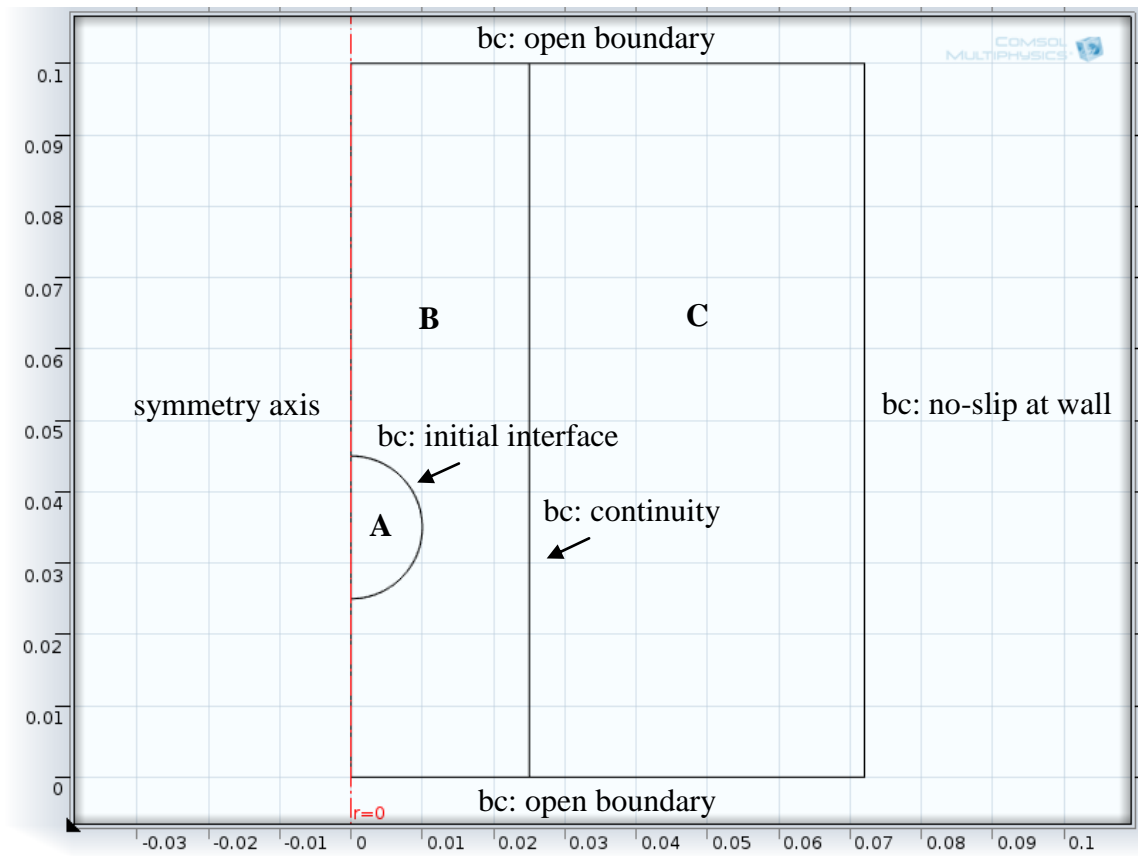 bc: open boundary
COMSOL
MULTIPHYSICS
0.1
0.09
0.08
0.07
B
C
0.06
symmetry axis
bc: no-slip at wall
0.05
bc: initial interface
0.04
A
bc: continuity
0.03
0.02
0.01
0
bc: open boundary
r=0
-0.03 -0.02 -0.01 0 0.01 0.02 0.03 0.04 0.05 0.06 0.07 0.08 0.09 0.1